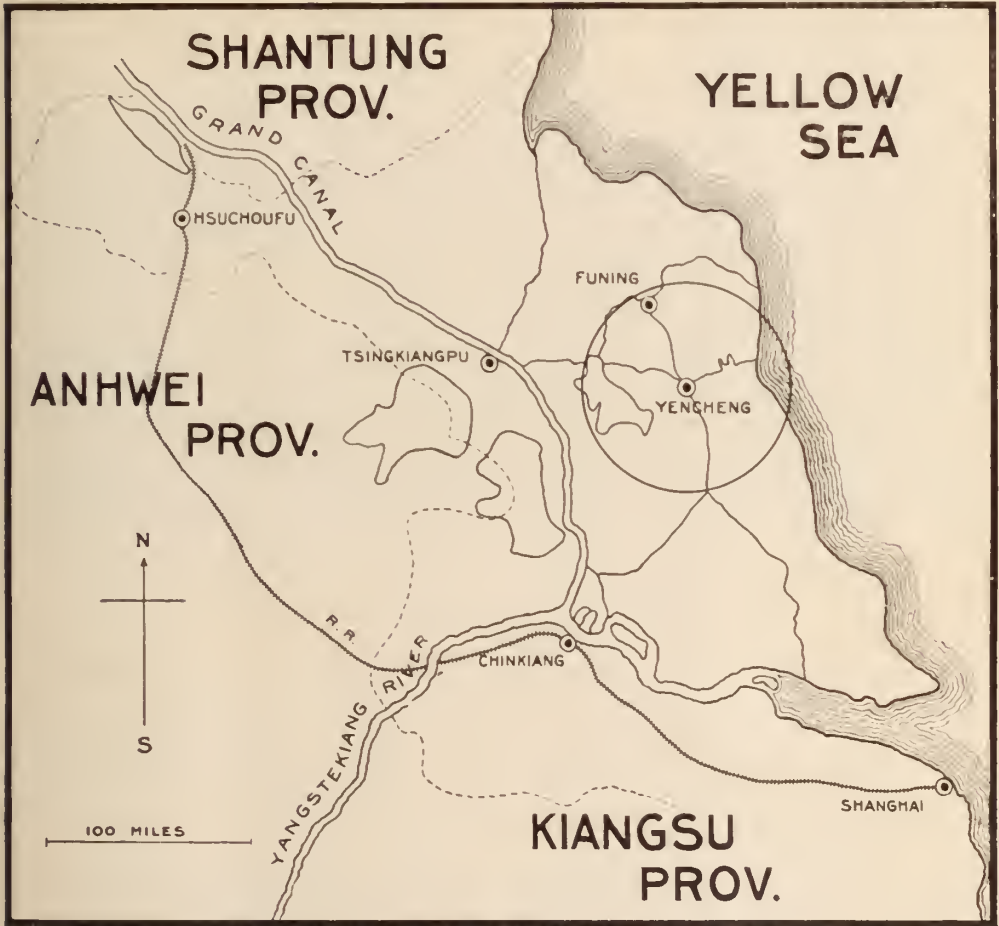 SHANTUNG
PROV.
YELLOW
SEA
GRAND CANAL
HSUCHOUFU
FUNING
TSINGKIANGPU
YENCHENG
ANHWEI
PROV.
N
S
R.R.
CHINKIANG
YANGSTEKIANG RIVER
SHANGHAI
100 MILES
KIANGSU
PROV.